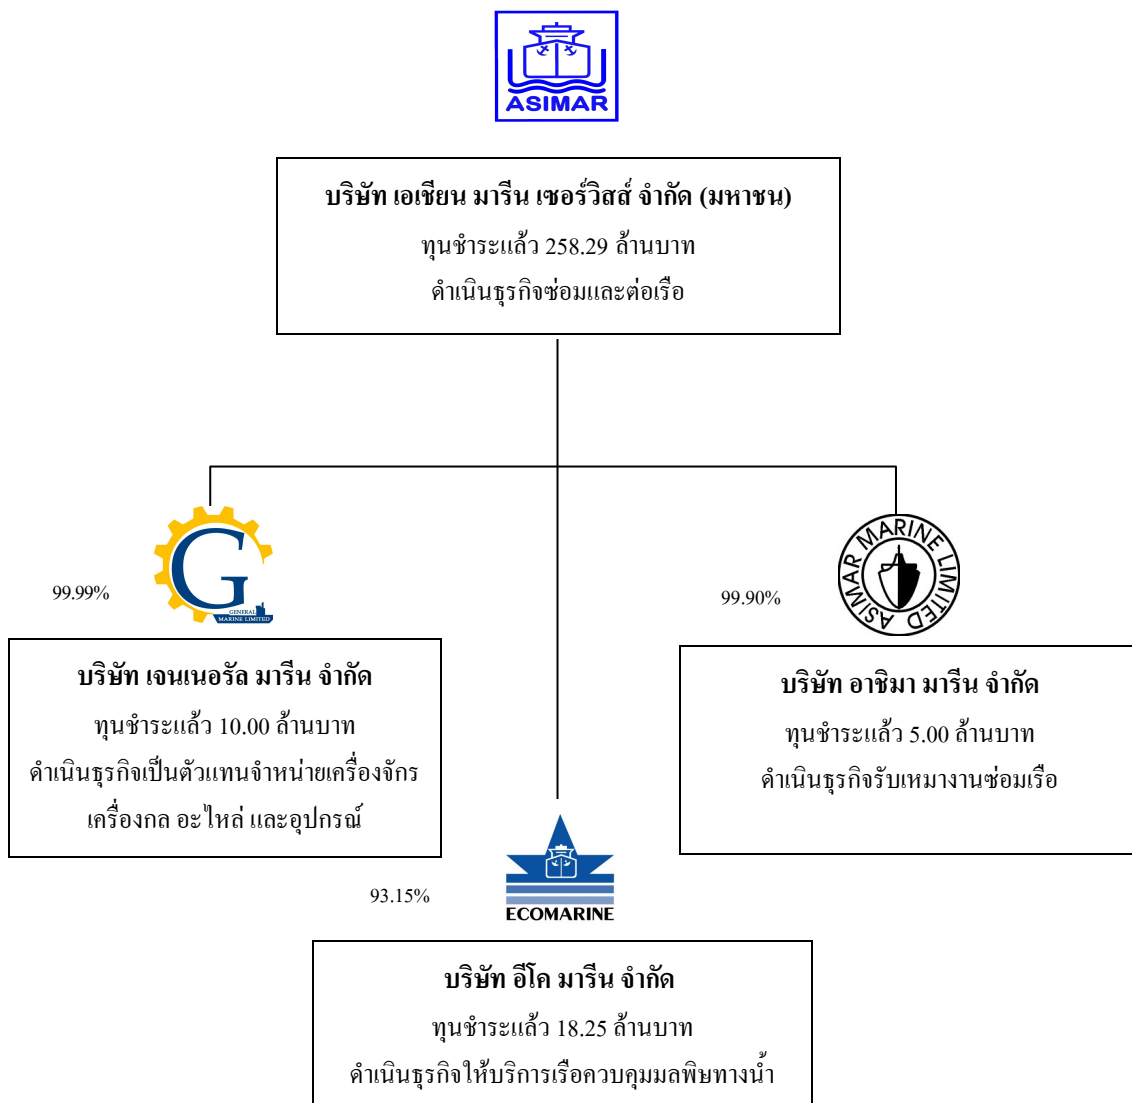 ASIMAR
บริษัท เอเชียน มารีน เซอร์วิสส์ จำกัด (มหาชน)
ทุนชำระแล้ว 258.29 ล้านบาท
ดำเนินธุรกิจซ่อมและต่อเรือ
99.99%
G
GENERAL
MARINE LIMITED
บริษัท เจนเนอรัล มารีน จำกัด
ทุนชำระแล้ว 10.00 ล้านบาท
ดำเนินธุรกิจเป็นตัวแทนจำหน่ายเครื่องจักร
เครื่องกล อะไหล่ และอุปกรณ์
99.90%
ASIMAR MARINE LIMITED
บริษัท อาชิมา มารีน จำกัด
ทุนชำระแล้ว 5.00 ล้านบาท
ดำเนินธุรกิจรับเหมางานซ่อมเรือ
93.15%
ECOMARINE
บริษัท อีโค มารีน จำกัด
ทุนชำระแล้ว 18.25 ล้านบาท
ดำเนินธุรกิจให้บริการเรือควบคุมมลพิษทางน้ำ